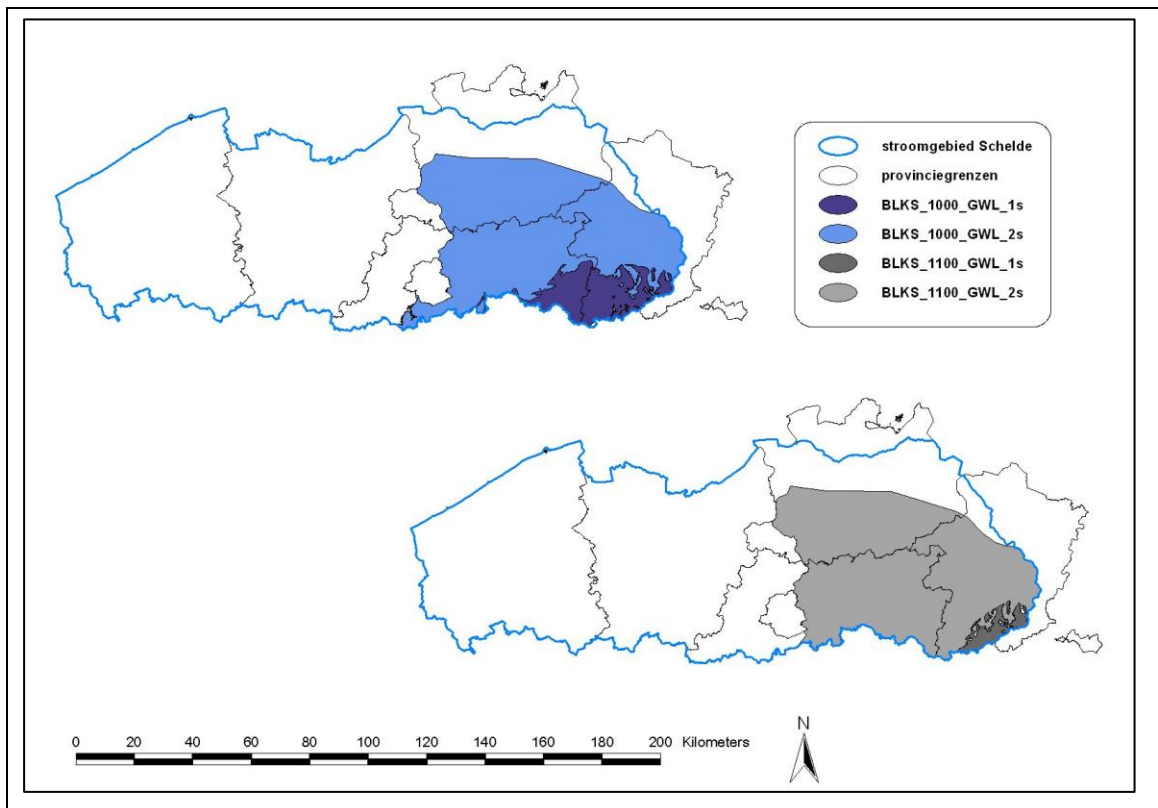 stroomgebied Schelde
provinciegrenzen
BLKS_1000_GWL_1s
BLKS_1000_GWL_2s
BLKS_1100_GWL_1s
BLKS_1100_GWL_2s
0 20 40 60 80 100 120 140 160 180 200 Kilometers
N